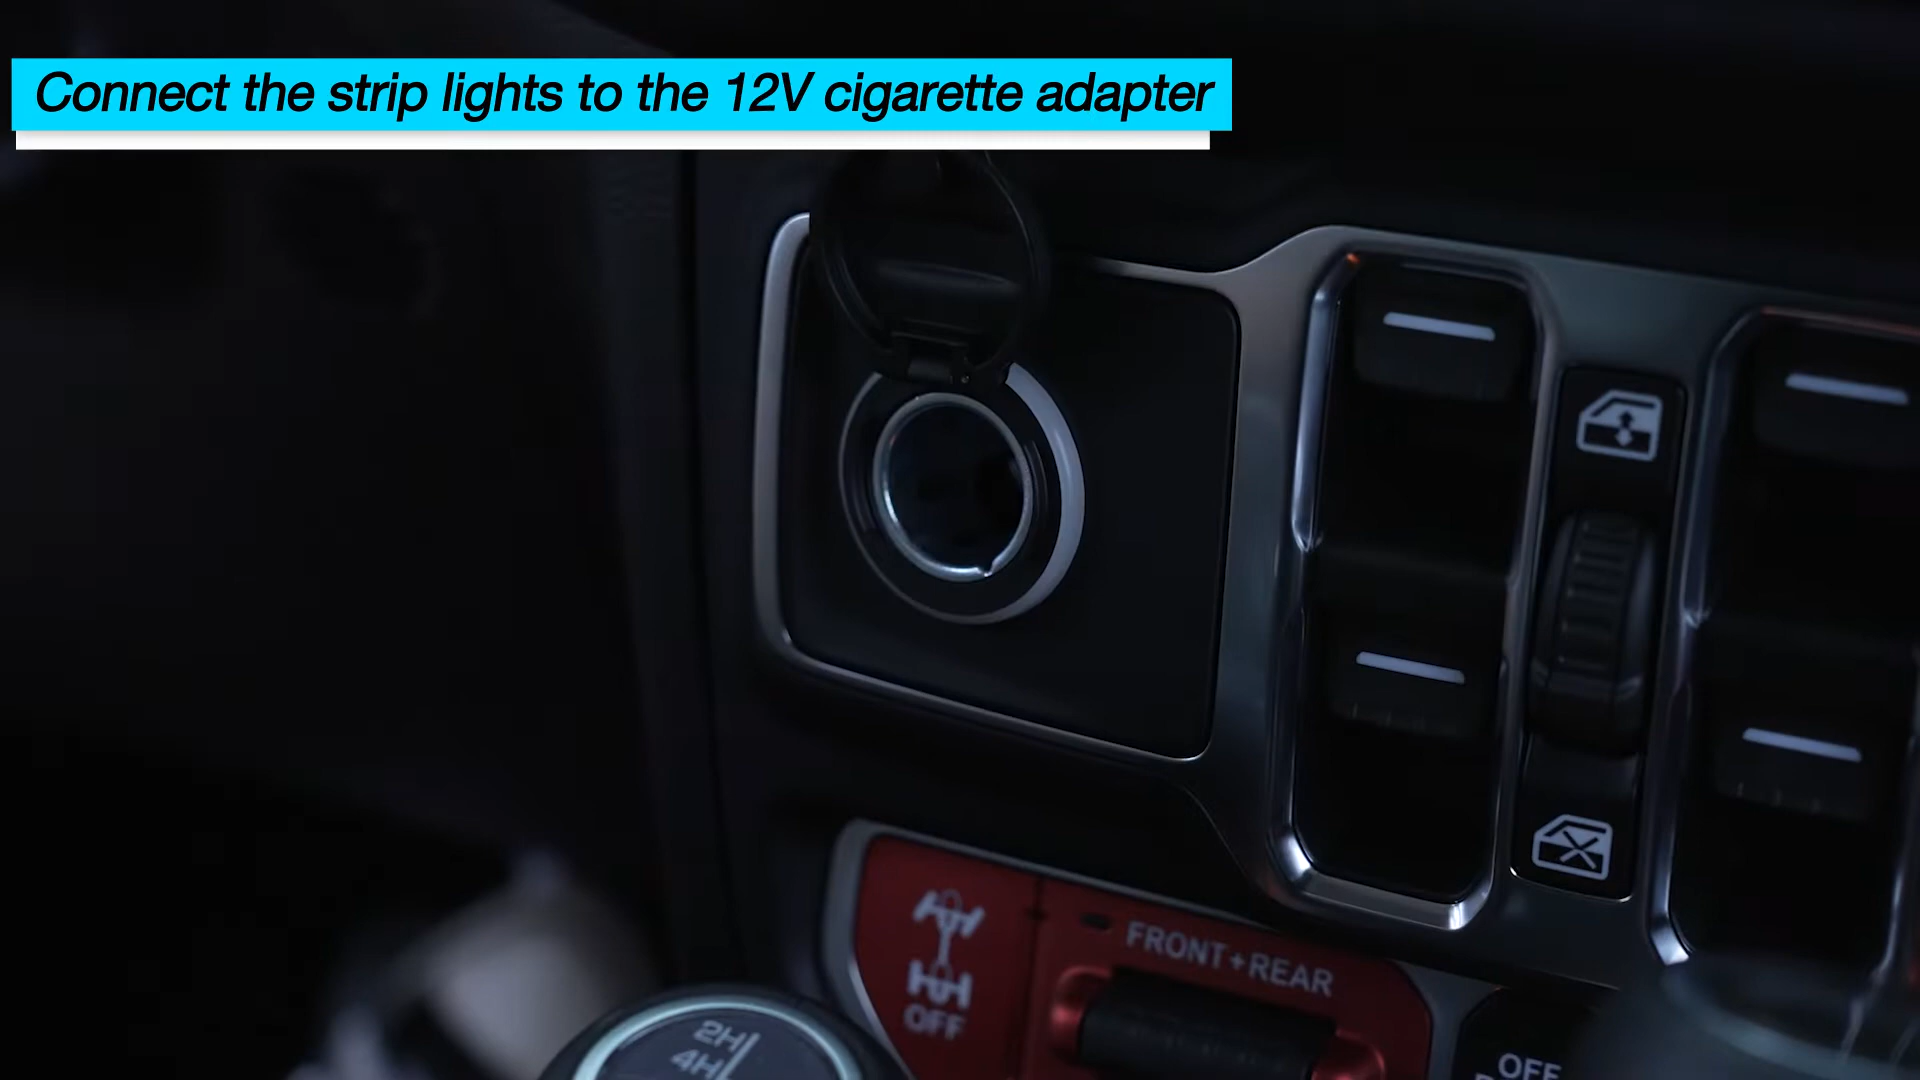 Connect the strip lights to the 12V cigarette adapter
FRONT+REAR
OFF
2H
4H
OFF